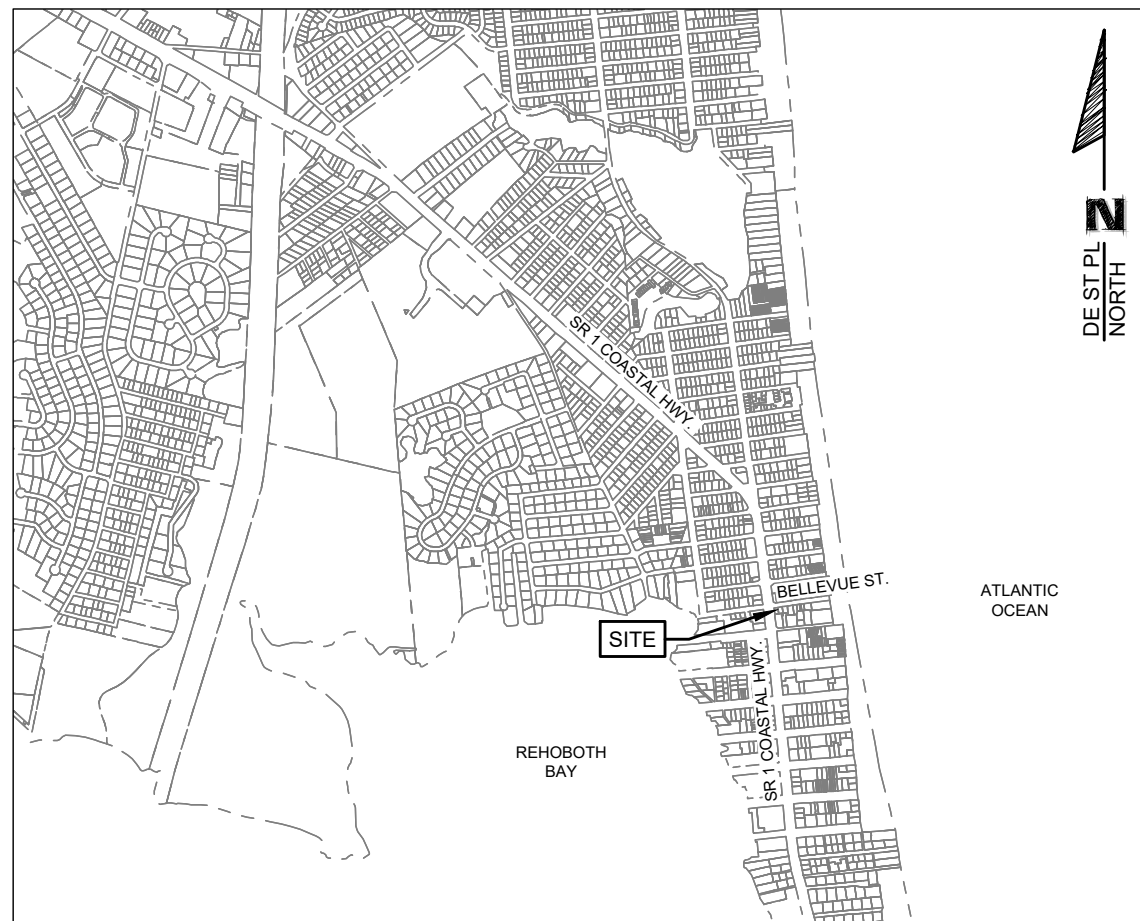 N
DE ST PL
NORTH
SR 1 COASTAL HWY.
BELLEVUE ST.
ATLANTIC
OCEAN
SITE
SR 1 COASTAL HWY.
REHOBOTH
BAY